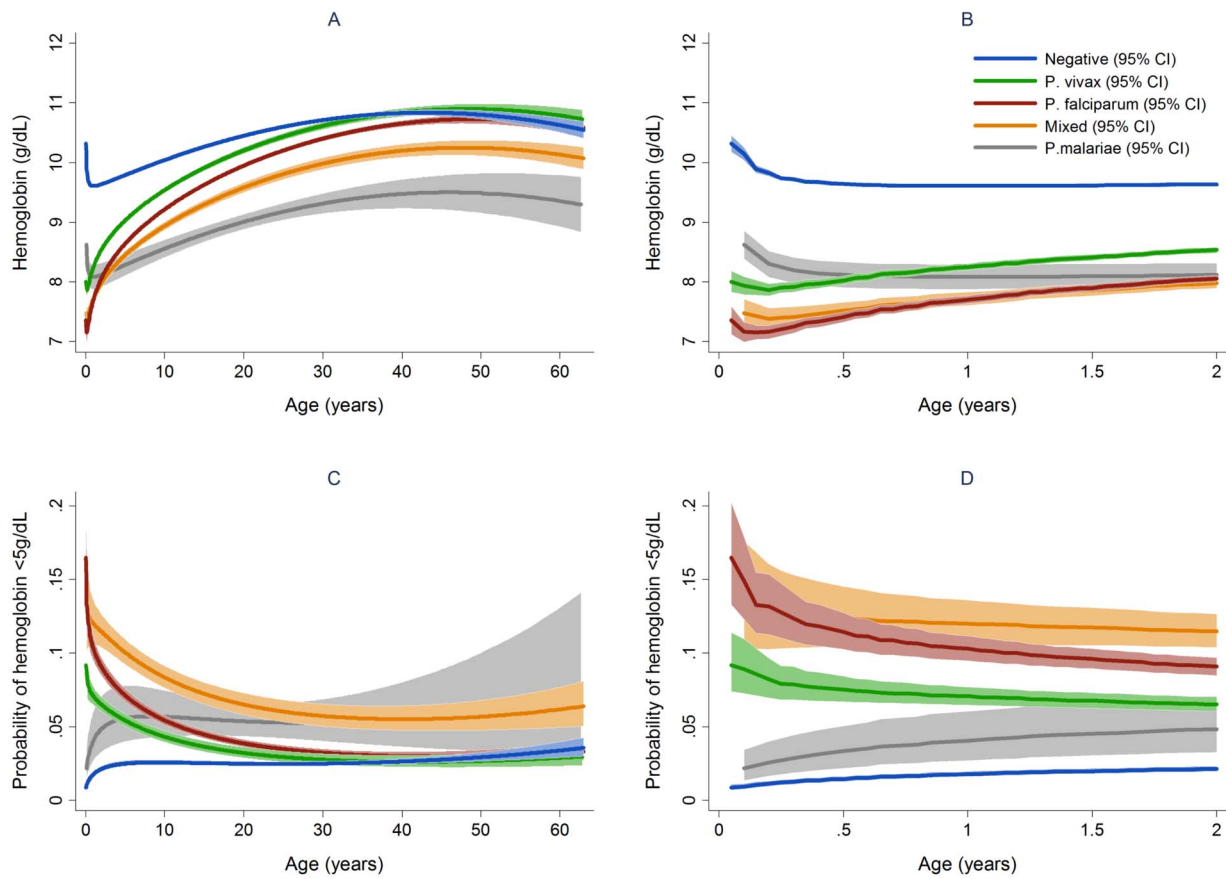 A
Hemoglobin (g/dL)
12
11
10
9
8
7
0
10
20
30
40
50
60
Age (years)
B
Hemoglobin (g/dL)
12
11
10
9
8
7
Negative (95% CI)
P. vivax (95% CI)
P. falciparum (95% CI)
Mixed (95% CI)
P.malariae (95% CI)
0
.5
1
1.5
2
Age (years)
C
Probability of hemoglobin <5g/dL
.2
.15
.1
.05
0
0
10
20
30
40
50
60
Age (years)
D
Probability of hemoglobin <5g/dL
.2
.15
.1
.05
0
0
.5
1
1.5
2
Age (years)